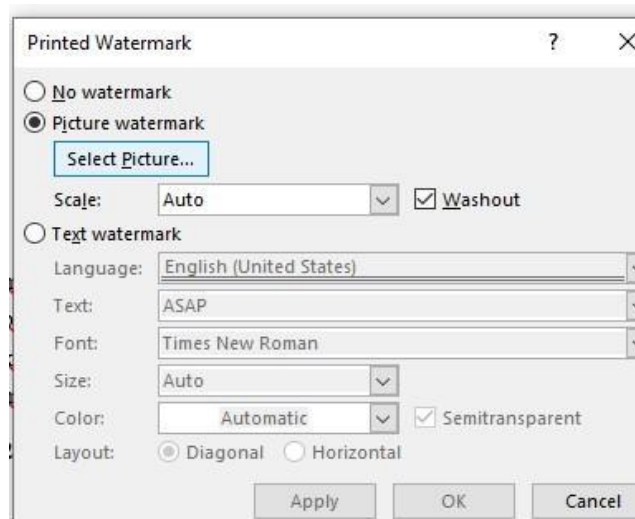 Printed Watermark ? ×
No watermark
Picture watermark
Select Picture...
Scale: Auto Washout
Text watermark
Language: English (United States)
Text: ASAP
Font: Times New Roman
Size: Auto
Color: Automatic Semitransparent
Layout: Diagonal Horizontal
Apply OK Cancel